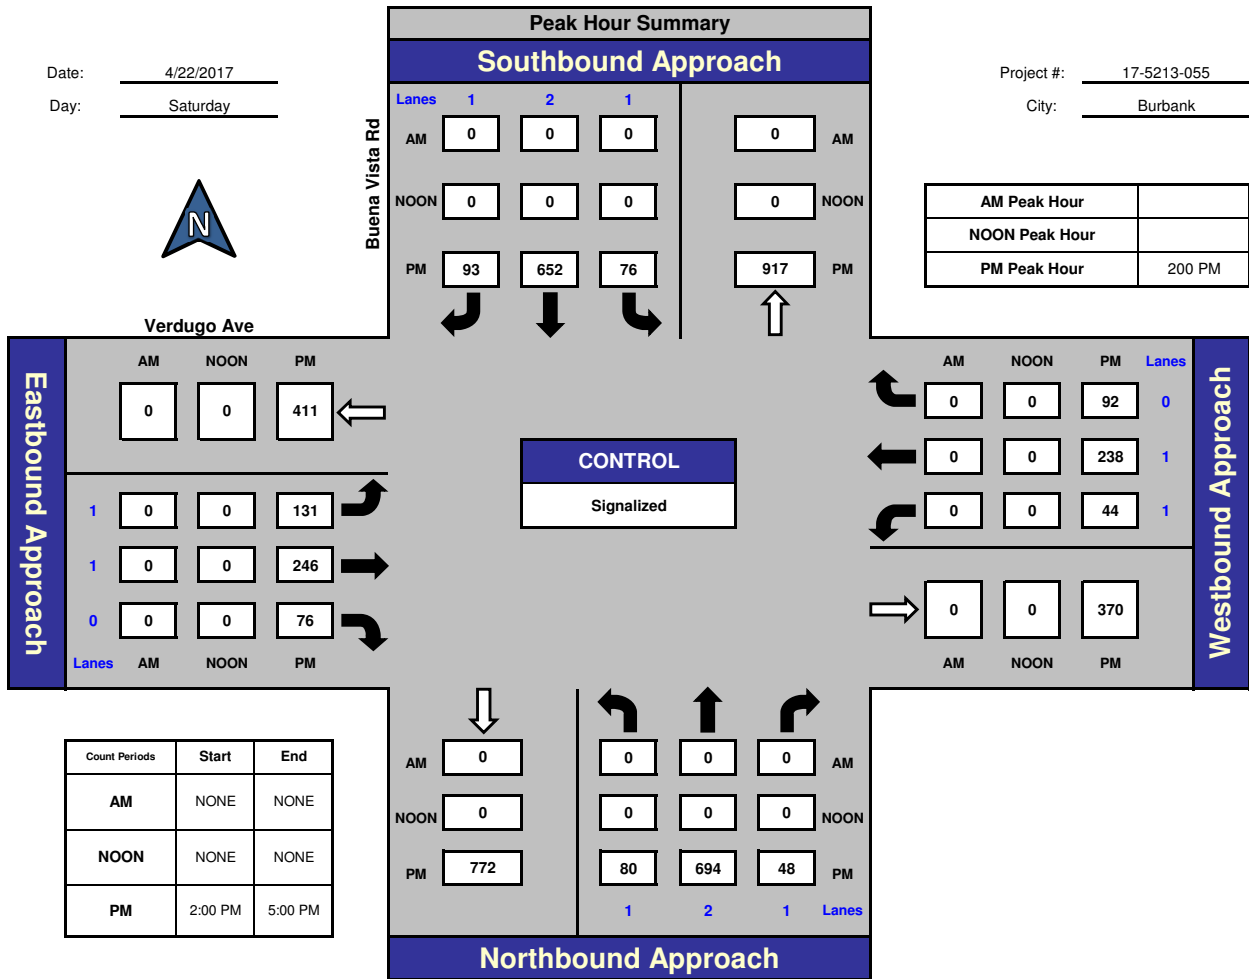 Peak Hour Summary
Southbound Approach
Date: 4/22/2017
Day: Saturday
Project #: 17-5213-055
City: Burbank
N
Buena Vista Rd
Lanes 1 2 1
AM 0 0 0 0 AM
NOON 0 0 0 0 NOON
PM 93 652 76 917 PM
AM Peak Hour
NOON Peak Hour
PM Peak Hour 200 PM
Verdugo Ave
Eastbound Approach
AM NOON PM
0 0 411
1 0 0 131
1 0 0 246
0 0 0 76
Lanes AM NOON PM
CONTROL
Signalized
AM NOON PM Lanes
0 0 92 0
0 0 238 1
0 0 44 1
0 0 370
AM NOON PM
Westbound Approach
Count Periods Start End
AM NONE NONE
NOON NONE NONE
PM 2:00 PM 5:00 PM
AM 0 0 0 0 AM
NOON 0 0 0 0 NOON
PM 772 80 694 48 PM
1 2 1 Lanes
Northbound Approach